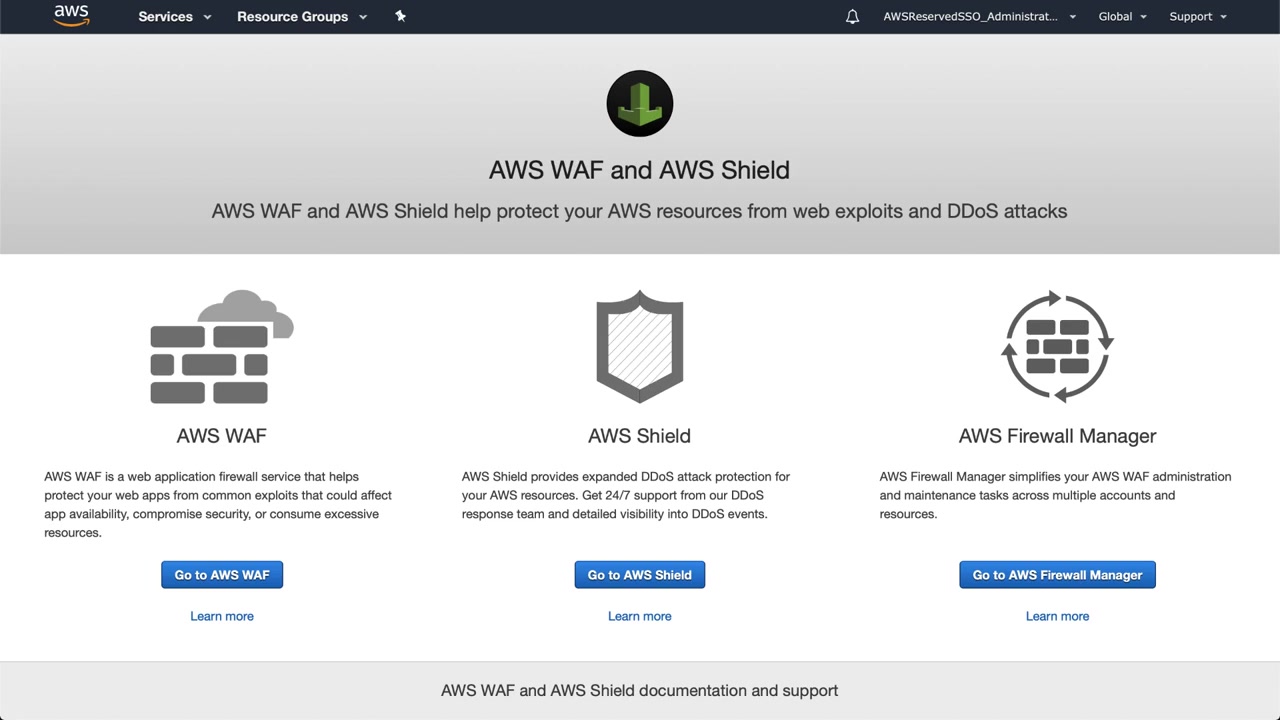 aws Services Resource Groups AWSReservedSSO_Administrat... Global Support
AWS WAF and AWS Shield
AWS WAF and AWS Shield help protect your AWS resources from web exploits and DDoS attacks
AWS WAF
AWS WAF is a web application firewall service that helps
protect your web apps from common exploits that could affect
app availability, compromise security, or consume excessive
resources.
Go to AWS WAF
Learn more
AWS Shield
AWS Shield provides expanded DDoS attack protection for
your AWS resources. Get 24/7 support from our DDoS
response team and detailed visibility into DDoS events.
Go to AWS Shield
Learn more
AWS Firewall Manager
AWS Firewall Manager simplifies your AWS WAF administration
and maintenance tasks across multiple accounts and
resources.
Go to AWS Firewall Manager
Learn more
AWS WAF and AWS Shield documentation and support